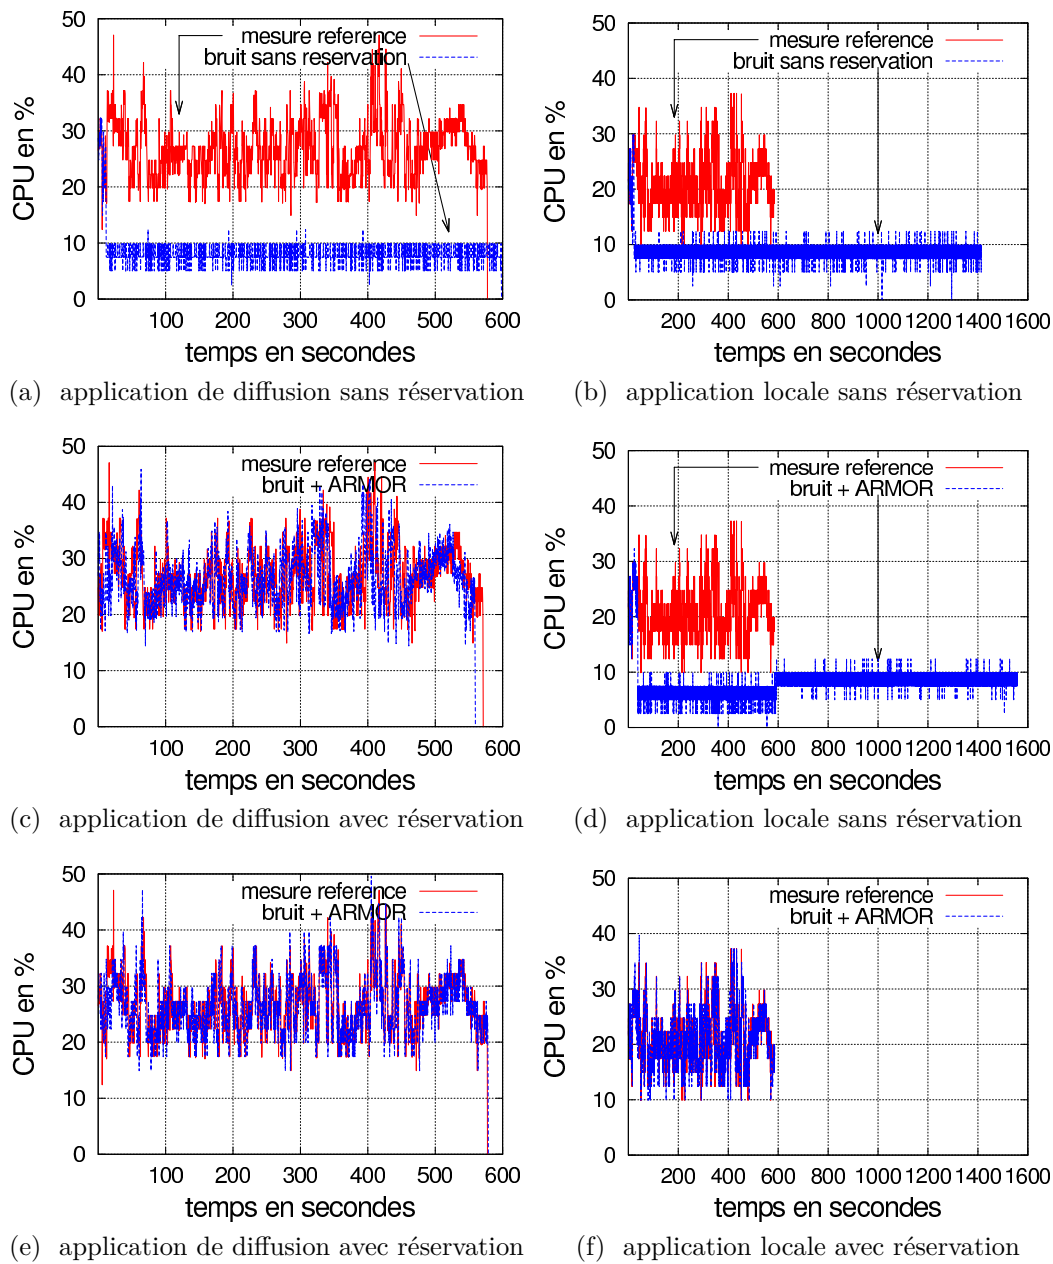 50
40
30
20
10
0
CPU en %
mesure reference
bruit sans reservation
100 200 300 400 500 600
temps en secondes
(a) application de diffusion sans réservation
50
40
30
20
10
0
CPU en %
mesure reference
bruit sans reservation
200 400 600 800 1000 1200 1400 1600
temps en secondes
(b) application locale sans réservation
50
40
30
20
10
0
CPU en %
mesure reference
bruit + ARMOR
100 200 300 400 500 600
temps en secondes
(c) application de diffusion avec réservation
50
40
30
20
10
0
CPU en %
mesure reference
bruit + ARMOR
200 400 600 800 1000 1200 1400 1600
temps en secondes
(d) application locale sans réservation
50
40
30
20
10
0
CPU en %
mesure reference
bruit + ARMOR
100 200 300 400 500 600
temps en secondes
(e) application de diffusion avec réservation
50
40
30
20
10
0
CPU en %
mesure reference
bruit + ARMOR
200 400 600 800 1000 1200 1400 1600
temps en secondes
(f) application locale avec réservation